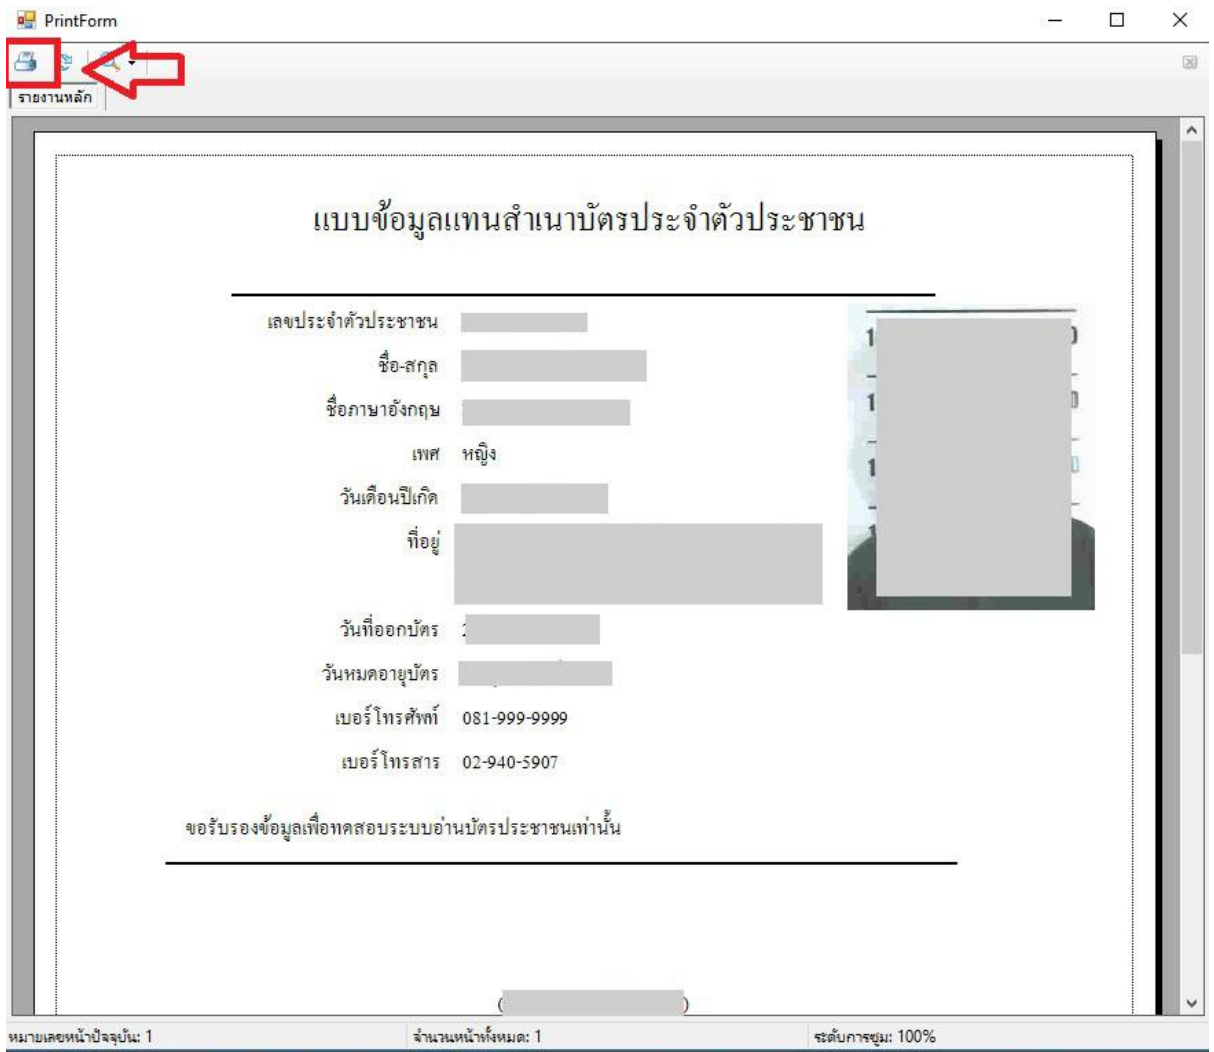 PrintForm
รายงานหลัก
แบบข้อมูลแทนสำเนาบัตรประจำตัวประชาชน
เลขประจำตัวประชาชน
ชื่อ-สกุล
ชื่อภาษาอังกฤษ
เพศ หญิง
วันเดือนปีเกิด
ที่อยู่
วันที่ออกบัตร
วันหมดอายุบัตร
เบอร์โทรศัพท์ 081-999-9999
เบอร์โทรสาร 02-940-5907
ขอรับรองข้อมูลเพื่อทดสอบระบบอ่านบัตรประชาชนเท่านั้น
( )
หมายเลขหน้าปัจจุบัน: 1 จำนวนหน้าทั้งหมด: 1 ระดับการซูม: 100%